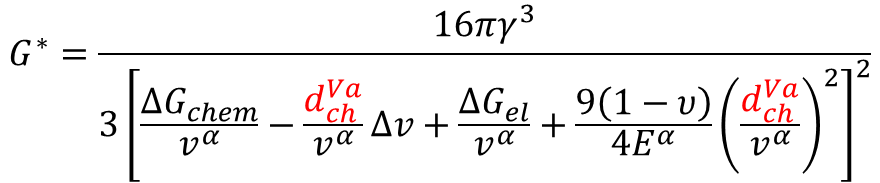 G* = 16πγ³ / 3 [ ΔG_chem / v^α − d_ch^Va / v^α Δv + ΔG_el / v^α + 9(1 − υ) / 4E^α ( d_ch^Va / v^α )² ]²